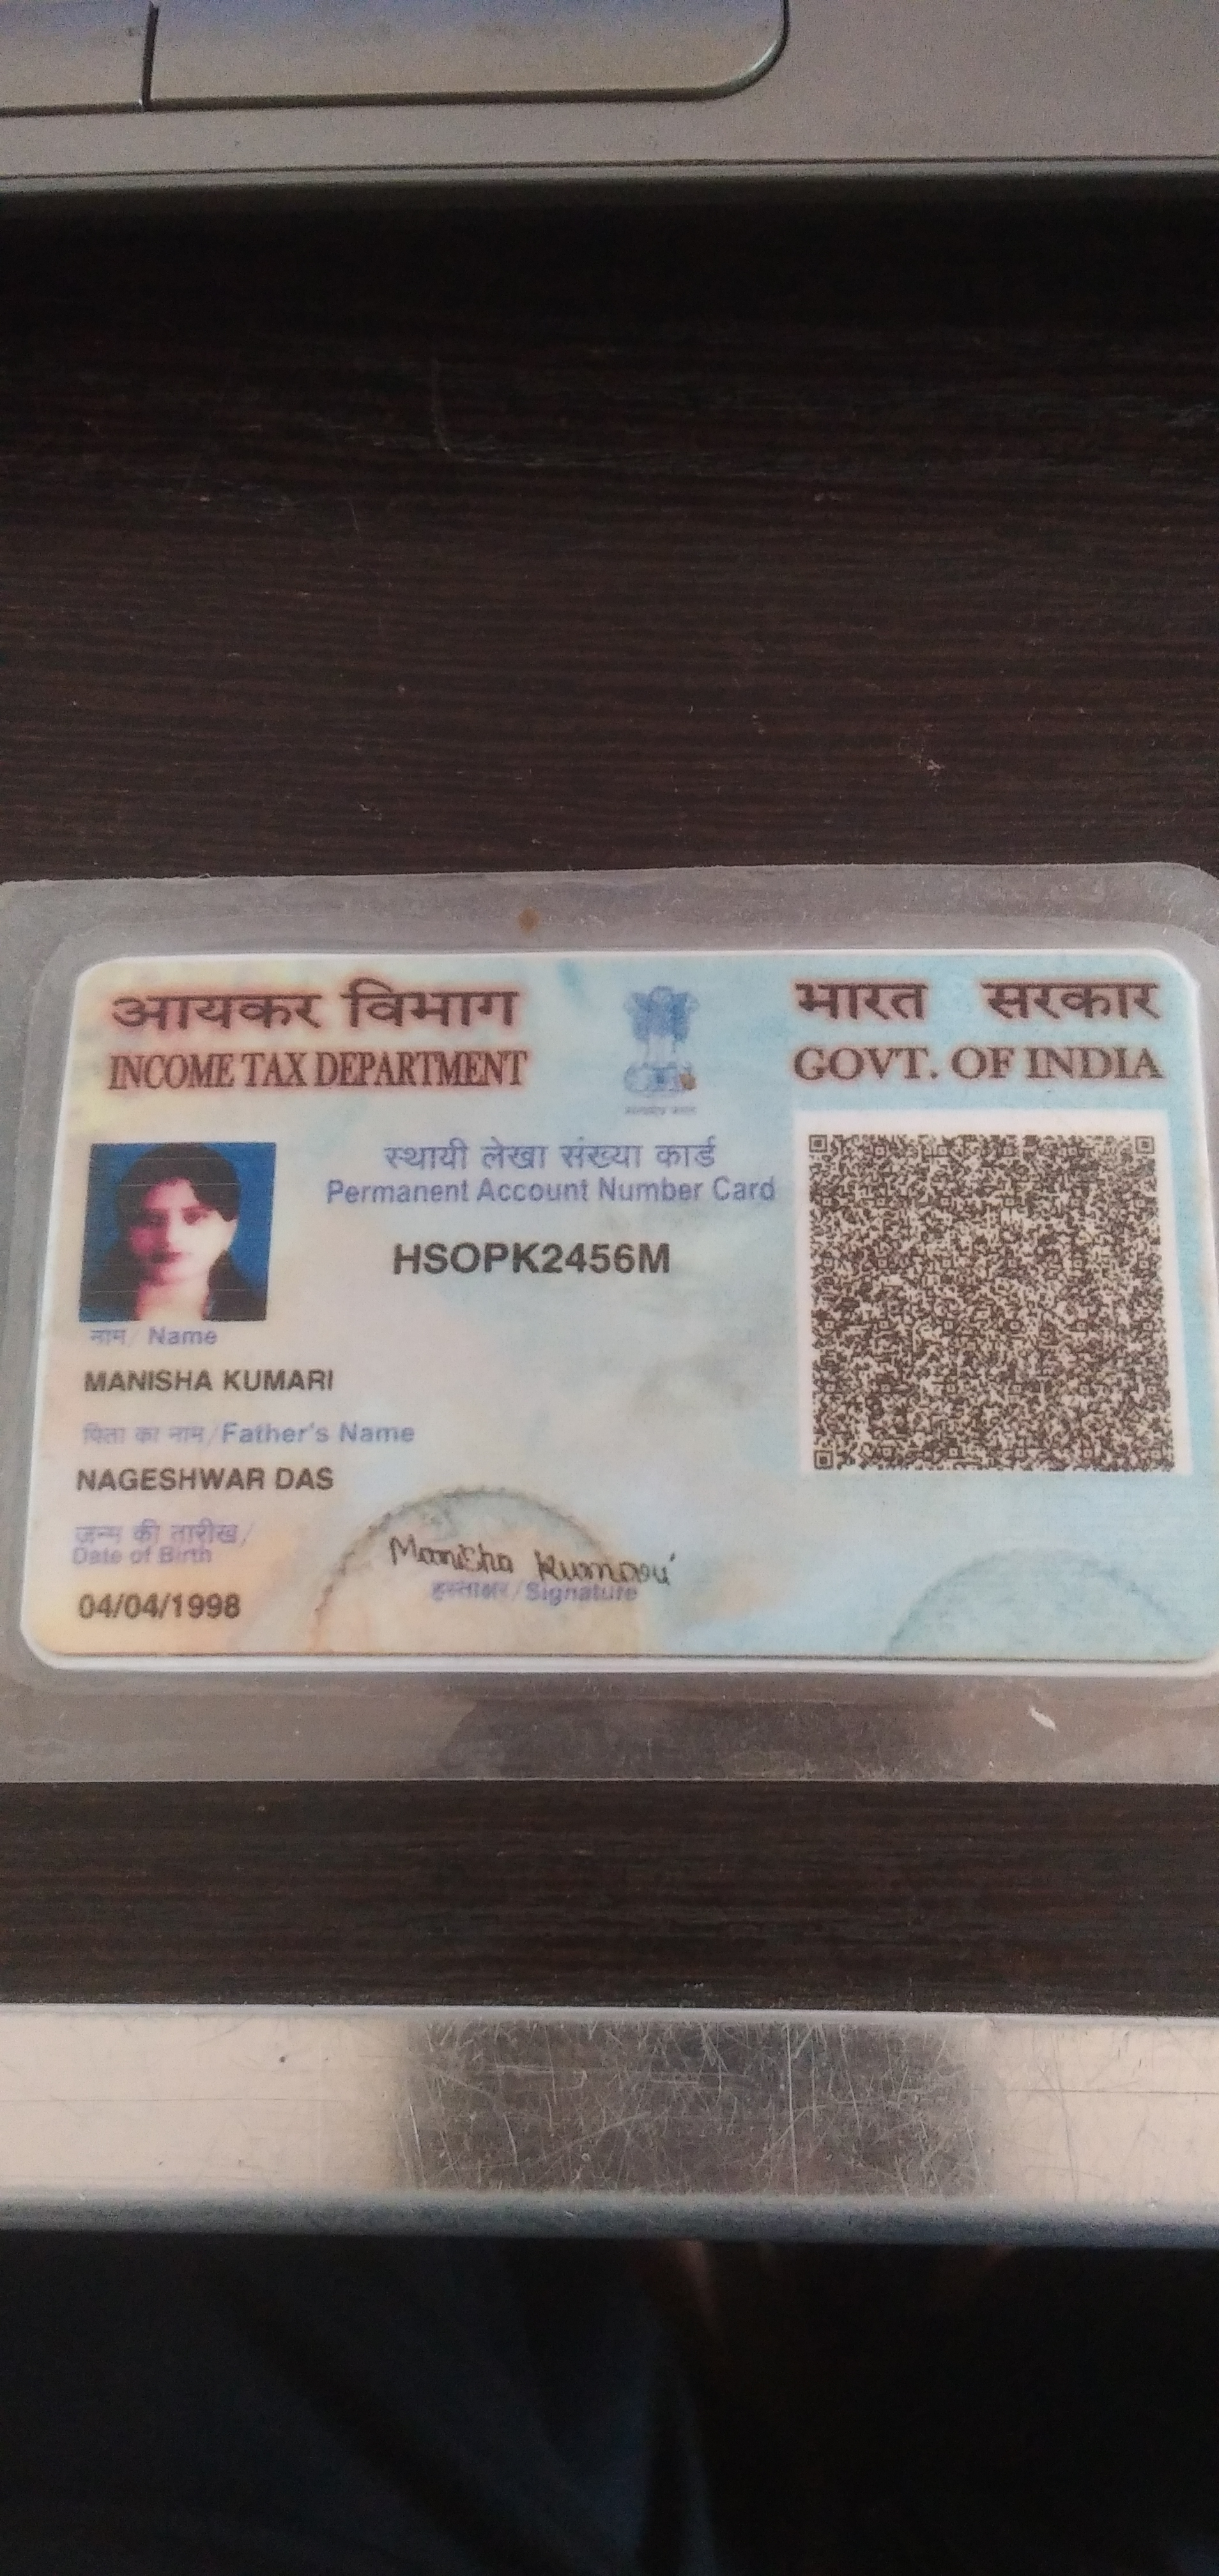 आयकर विभाग
INCOME TAX DEPARTMENT
भारत सरकार
GOVT. OF INDIA
स्थायी लेखा संख्या कार्ड
Permanent Account Number Card
HSOPK2456M
नाम/ Name
MANISHA KUMARI
पिता का नाम/Father's Name
NAGESHWAR DAS
जन्म की तारीख/
Date of Birth
04/04/1998
Manisha Kumari
हस्ताक्षर/Signature